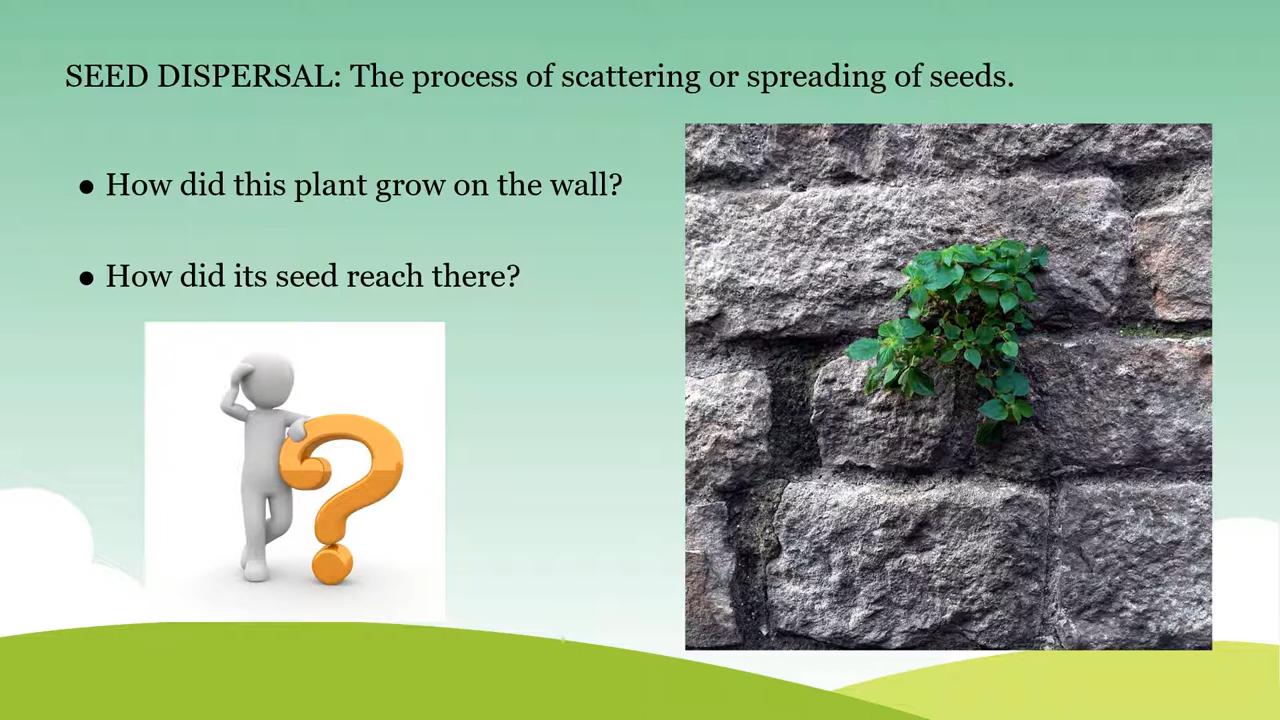 SEED DISPERSAL: The process of scattering or spreading of seeds.
● How did this plant grow on the wall?
● How did its seed reach there?